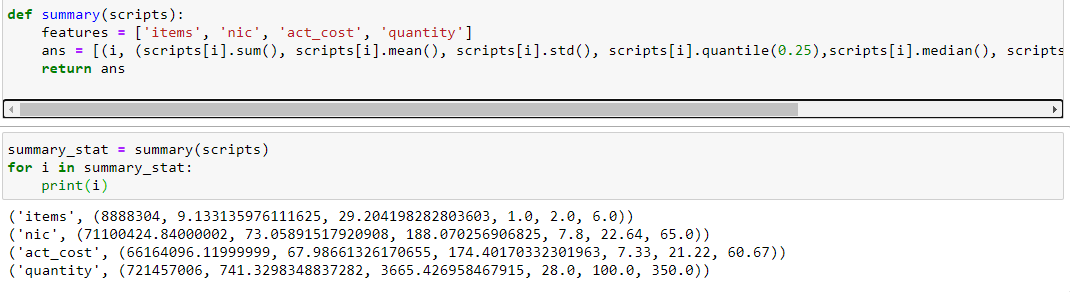 def summary(scripts):
    features = ['items', 'nic', 'act_cost', 'quantity']
    ans = [(i, (scripts[i].sum(), scripts[i].mean(), scripts[i].std(), scripts[i].quantile(0.25),scripts[i].median(), scripts
    return ans
summary_stat = summary(scripts)
for i in summary_stat:
    print(i)
('items', (8888304, 9.133135976111625, 29.204198282803603, 1.0, 2.0, 6.0))
('nic', (71100424.84000002, 73.05891517920908, 188.070256906825, 7.8, 22.64, 65.0))
('act_cost', (66164096.11999999, 67.98661326170655, 174.40170332301963, 7.33, 21.22, 60.67))
('quantity', (721457006, 741.3298348837282, 3665.426958467915, 28.0, 100.0, 350.0))